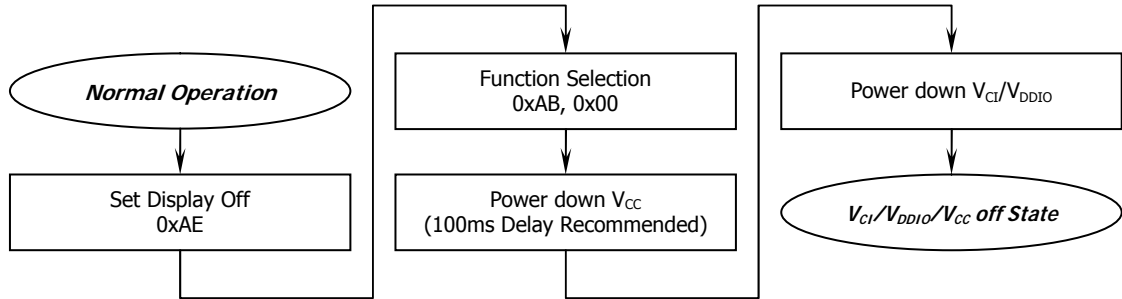 Normal Operation
Set Display Off
0xAE
Function Selection
0xAB, 0x00
Power down VCC
(100ms Delay Recommended)
Power down VCI/VDDIO
VCI/VDDIO/VCC off State